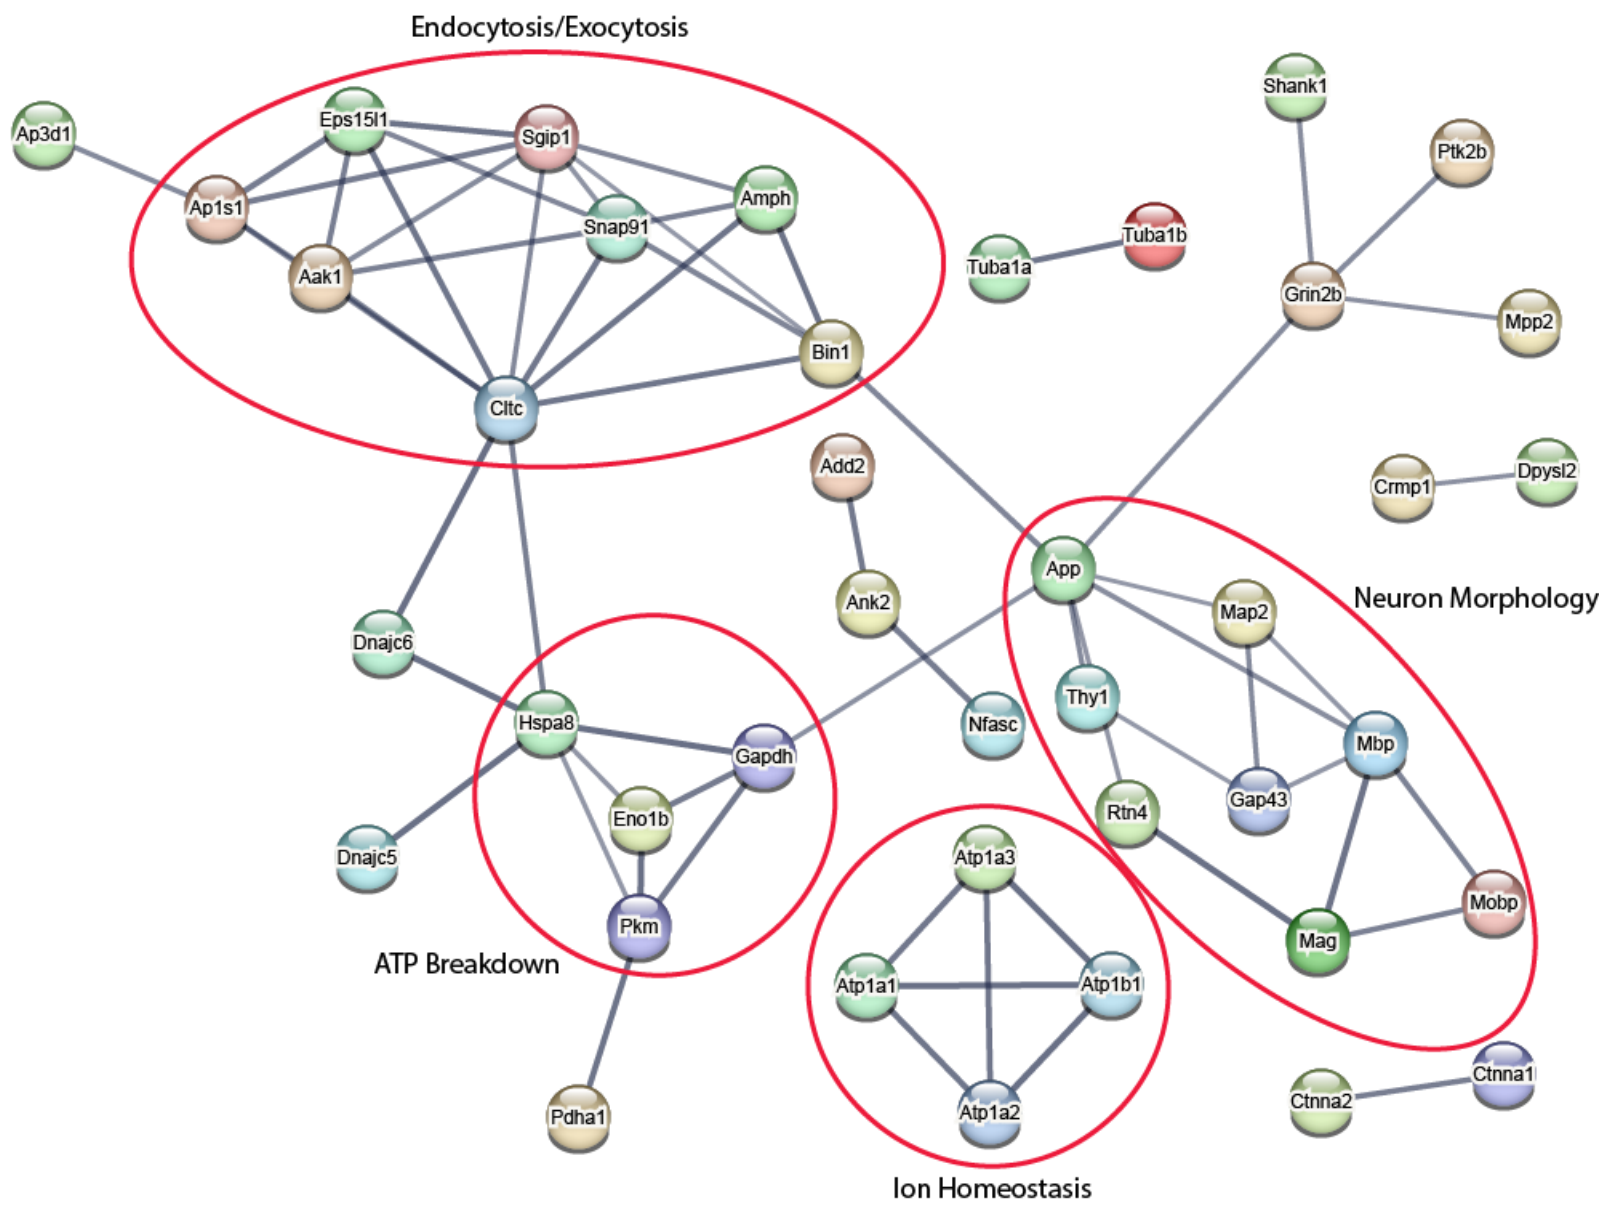 Endocytosis/Exocytosis
Shank1
Ap3d1
Eps15l1
Sgip1
Ptk2b
Ap1s1
Amph
Snap91
Tuba1b
Tuba1a
Aak1
Grin2b
Mpp2
Bin1
Cltc
Add2
Crmp1
Dpysl2
App
Ank2
Map2
Neuron Morphology
Dnajc6
Thy1
Hspa8
Nfasc
Mbp
Gapdh
Gap43
Eno1b
Rtn4
Dnajc5
Atp1a3
Mobp
Pkm
Mag
ATP Breakdown
Atp1a1
Atp1b1
Ctnna1
Ctnna2
Pdha1
Atp1a2
Ion Homeostasis